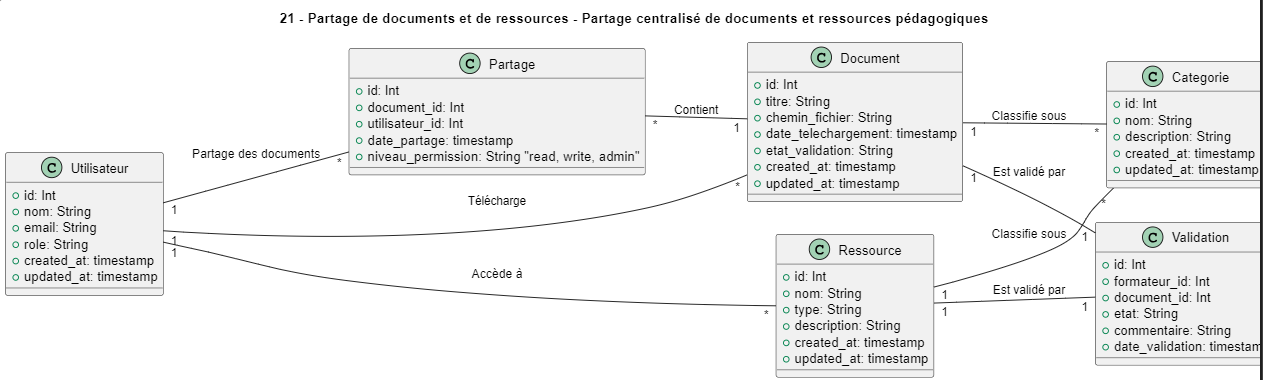 21 - Partage de documents et de ressources - Partage centralisé de documents et ressources pédagogiques
C Utilisateur
id: Int
nom: String
email: String
role: String
created_at: timestamp
updated_at: timestamp
C Partage
id: Int
document_id: Int
utilisateur_id: Int
date_partage: timestamp
niveau_permission: String "read, write, admin"
C Document
id: Int
titre: String
chemin_fichier: String
date_telechargement: timestamp
etat_validation: String
created_at: timestamp
updated_at: timestamp
C Ressource
id: Int
nom: String
type: String
description: String
created_at: timestamp
updated_at: timestamp
C Categorie
id: Int
nom: String
description: String
created_at: timestamp
updated_at: timestamp
C Validation
id: Int
formateur_id: Int
document_id: Int
etat: String
commentaire: String
date_validation: timestam
Partage des documents
1
*
Télécharge
1
*
Accède à
1
*
Contient
*
1
Classifie sous
1
*
Est validé par
1
1
Classifie sous
1
*
Est validé par
1
1